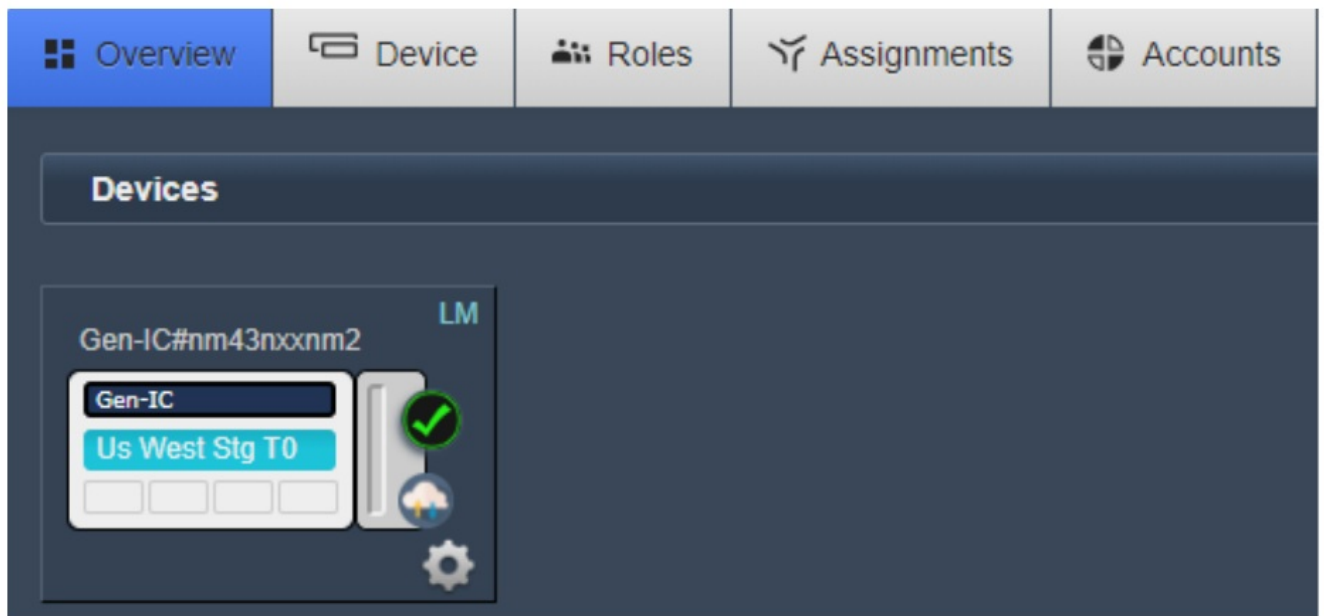 Overview
Device
Roles
Assignments
Accounts
Devices
LM
Gen-IC#nm43nxxnm2
Gen-IC
Us West Stg T0